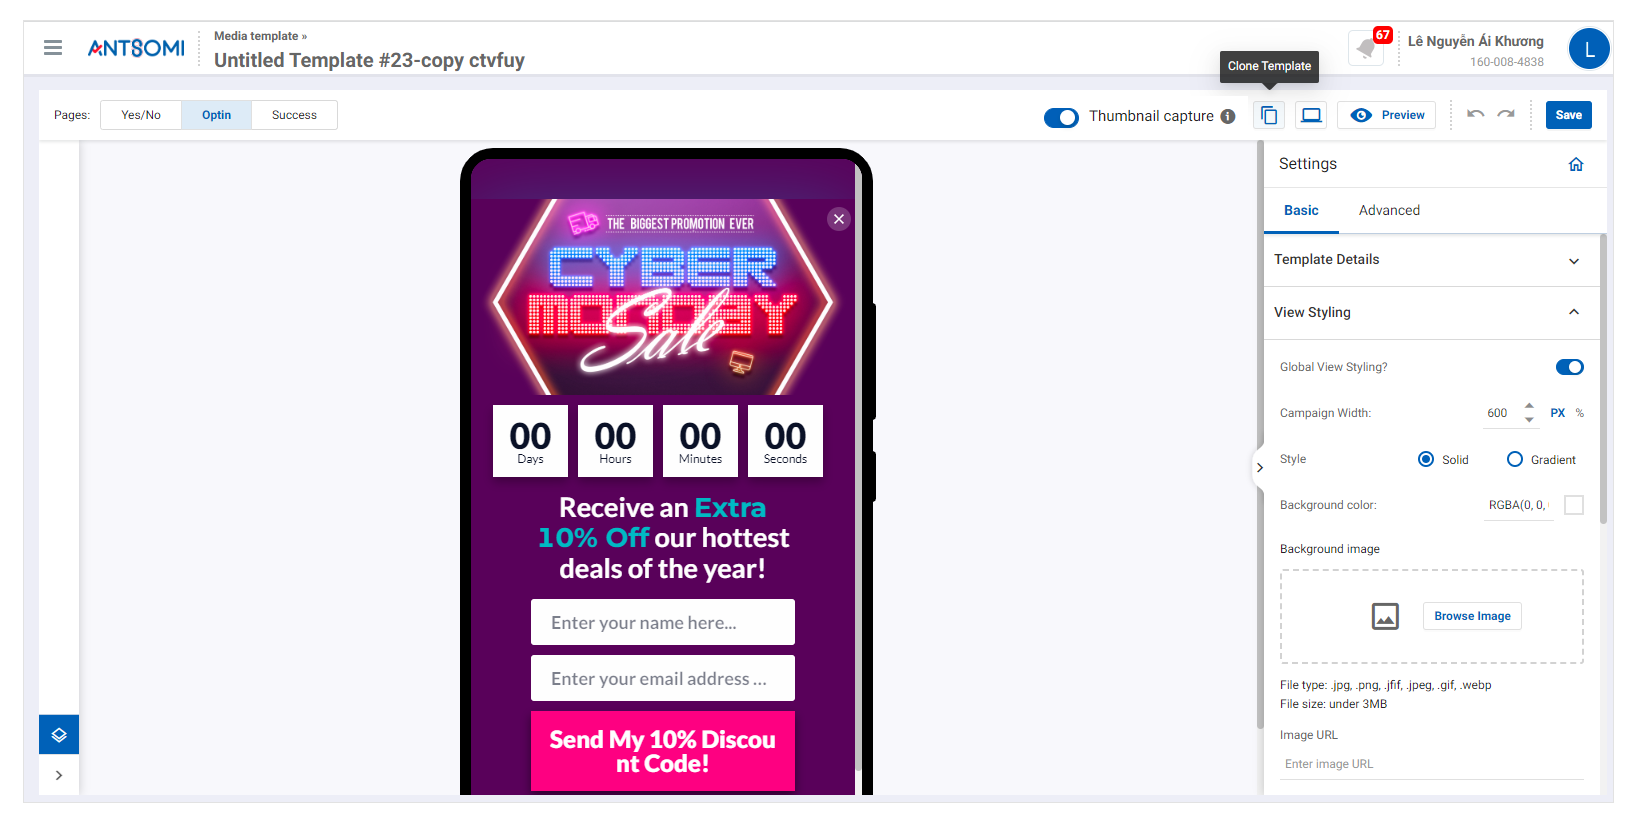 ANTSOMI
Media template »
Untitled Template #23-copy ctvfuy
67
Lê Nguyễn Ái Khương
160-008-4838
L
Clone Template
Pages:
Yes/No
Optin
Success
Thumbnail capture
Preview
Save
THE BIGGEST PROMOTION EVER
CYBER
MONDAY
Sale
00
00
00
00
Days
Hours
Minutes
Seconds
Receive an Extra
10% Off our hottest
deals of the year!
Enter your name here...
Enter your email address ...
Send My 10% Discou
nt Code!
Settings
Basic
Advanced
Template Details
View Styling
Global View Styling?
Campaign Width:
600
PX
%
Style
Solid
Gradient
Background color:
RGBA(0, 0,
Background image
Browse Image
File type: .jpg, .png, .jfif, .jpeg, .gif, .webp
File size: under 3MB
Image URL
Enter image URL